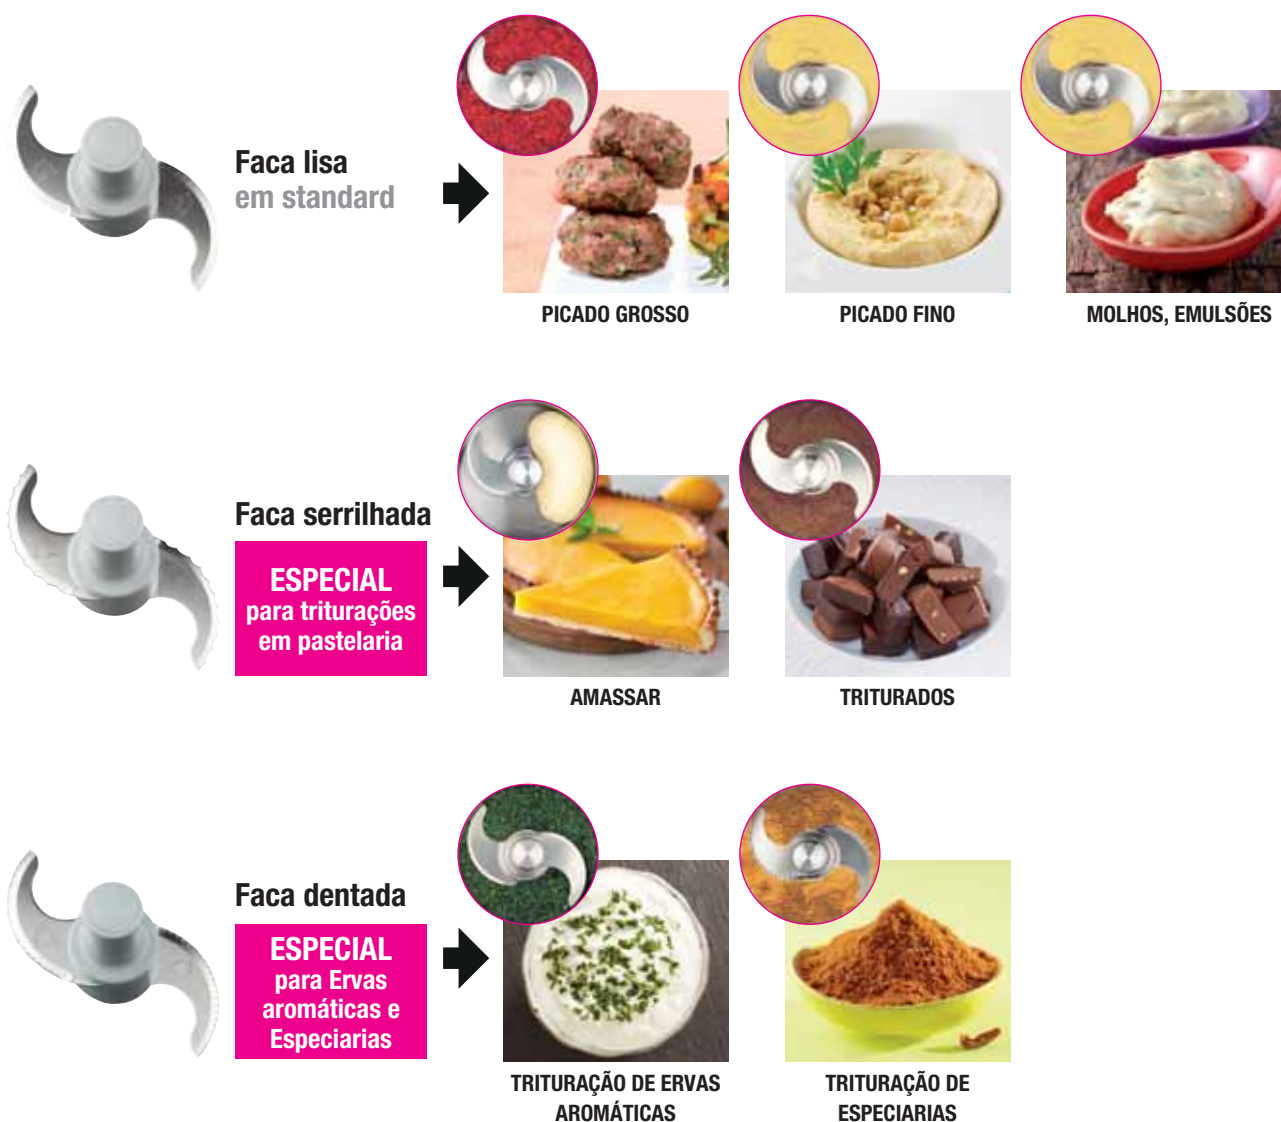 Faca lisa
em standard
PICADO GROSSO
PICADO FINO
MOLHOS, EMULSÕES
Faca serrilhada
ESPECIAL
para triturações
em pastelaria
AMASSAR
TRITURADOS
Faca dentada
ESPECIAL
para Ervas
aromáticas e
Especiarias
TRITURAÇÃO DE ERVAS
AROMÁTICAS
TRITURAÇÃO DE
ESPECIARIAS